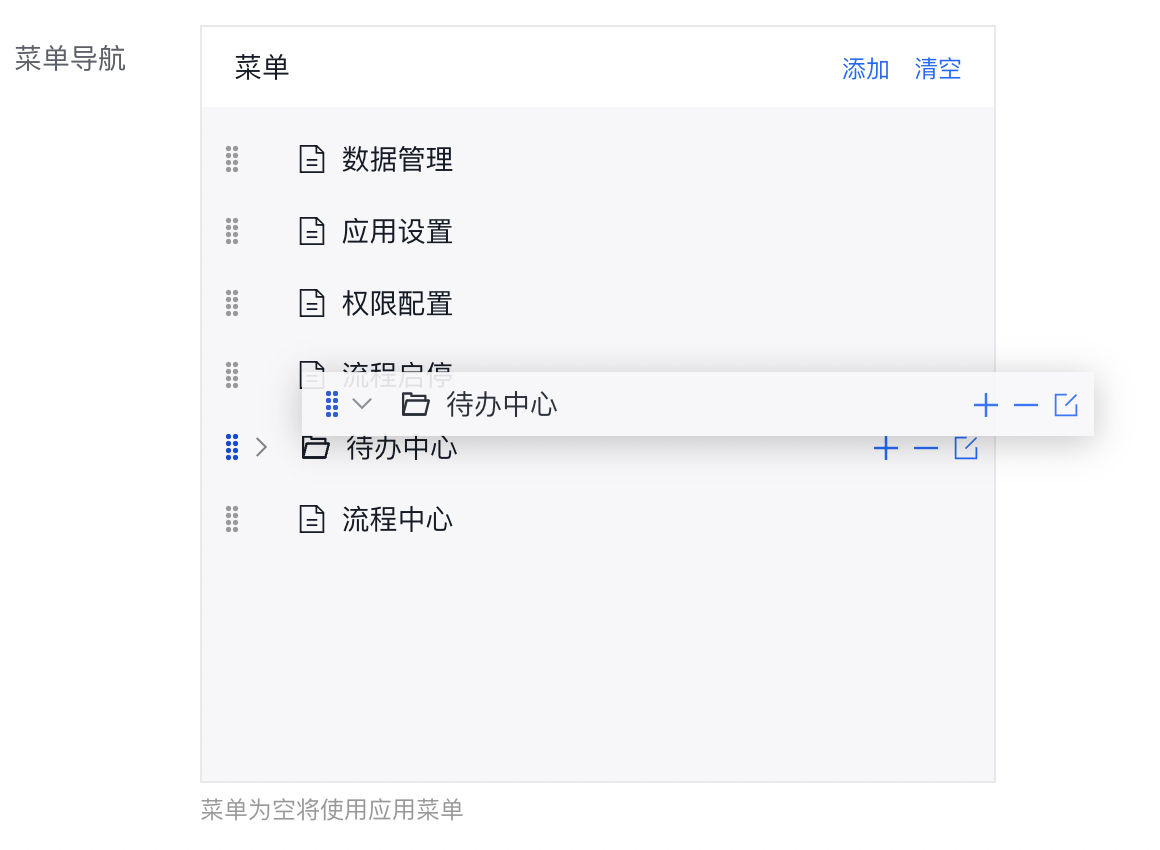 菜单导航
菜单
添加 清空
数据管理
应用设置
权限配置
流程启停
待办中心
待办中心
流程中心
菜单为空将使用应用菜单